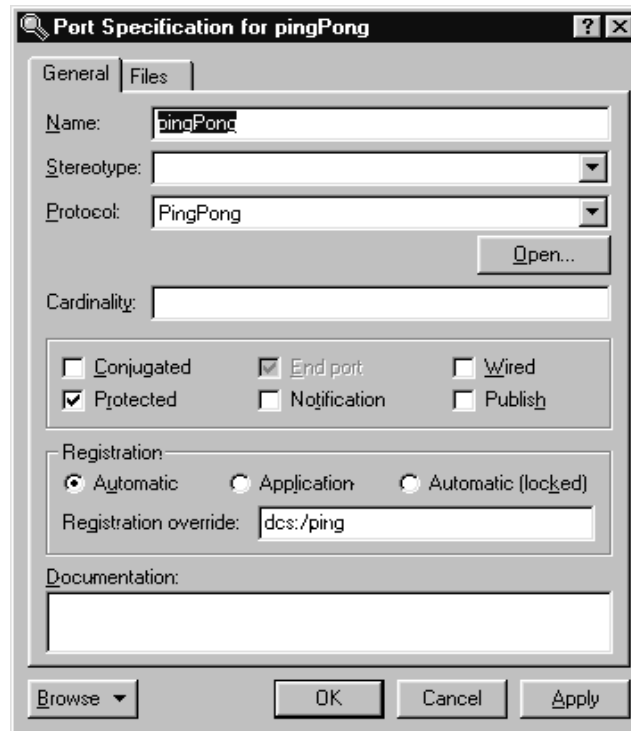 Port Specification for pingPong
General Files
Name: pingPong
Stereotype:
Protocol: PingPong
Open...
Cardinality:
Conjugated End port Wired
Protected Notification Publish
Registration
Automatic Application Automatic (locked)
Registration override: dcs:/ping
Documentation:
Browse OK Cancel Apply